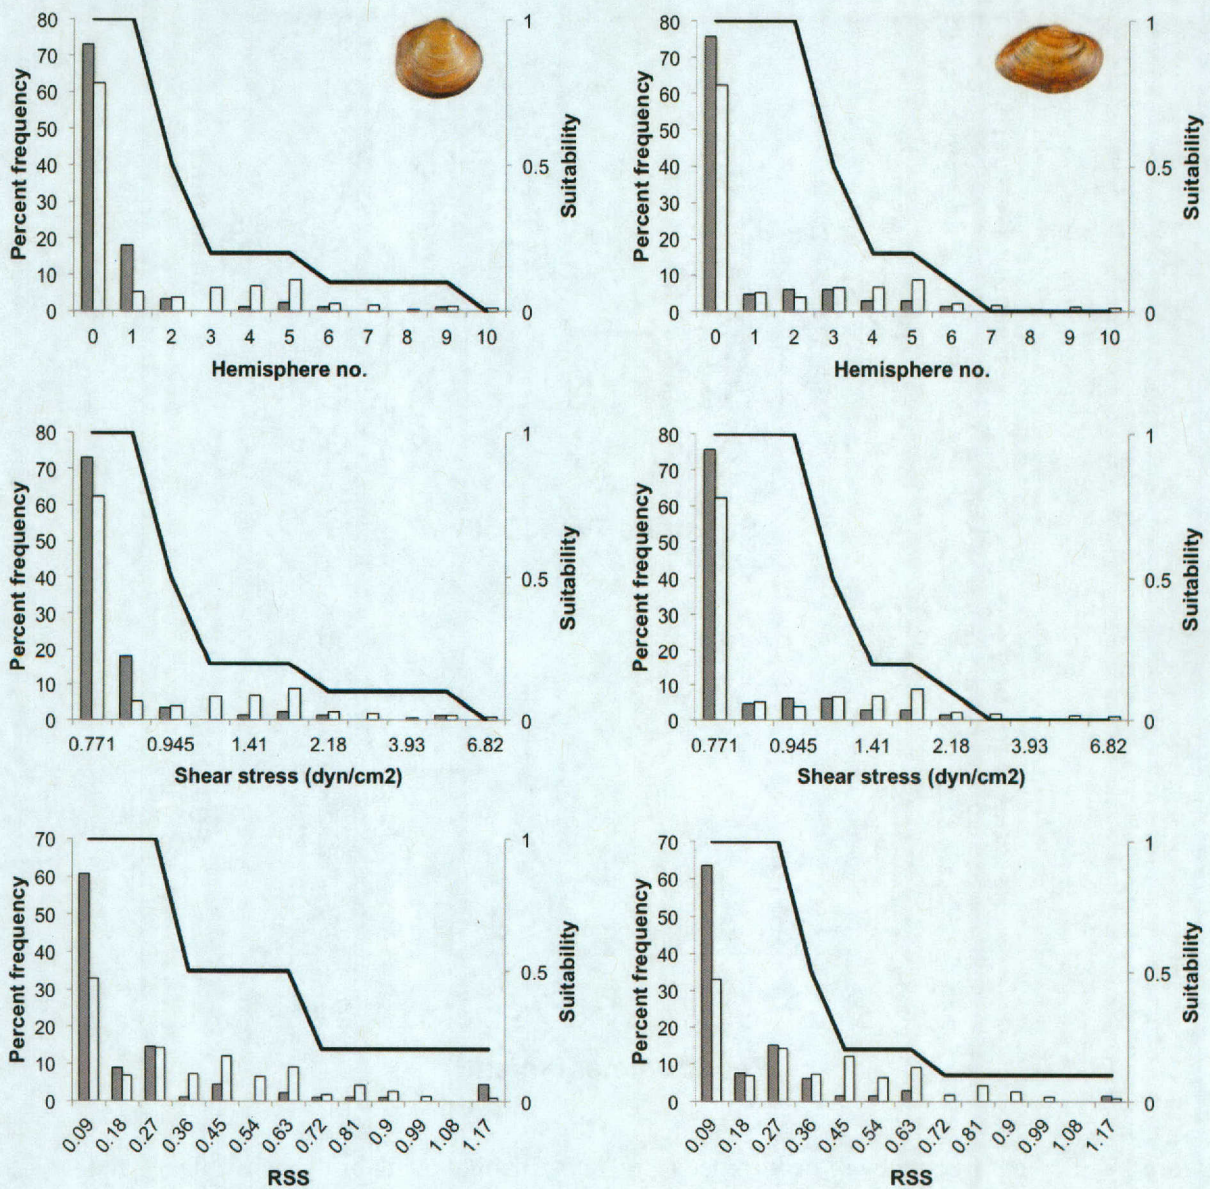 80
70
60
50
40
30
20
10
0
Percent frequency
1
0.5
0
Suitability
0 1 2 3 4 5 6 7 8 9 10
Hemisphere no.
80
70
60
50
40
30
20
10
0
Percent frequency
1
0.5
0
Suitability
0 1 2 3 4 5 6 7 8 9 10
Hemisphere no.
80
70
60
50
40
30
20
10
0
Percent frequency
1
0.5
0
Suitability
0.771 0.945 1.41 2.18 3.93 6.82
Shear stress (dyn/cm2)
80
70
60
50
40
30
20
10
0
Percent frequency
1
0.5
0
Suitability
0.771 0.945 1.41 2.18 3.93 6.82
Shear stress (dyn/cm2)
70
60
50
40
30
20
10
0
Percent frequency
1
0.5
0
Suitability
0.09 0.18 0.27 0.36 0.45 0.54 0.63 0.72 0.81 0.9 0.99 1.08 1.17
RSS
70
60
50
40
30
20
10
0
Percent frequency
1
0.5
0
Suitability
0.09 0.18 0.27 0.36 0.45 0.54 0.63 0.72 0.81 0.9 0.99 1.08 1.17
RSS